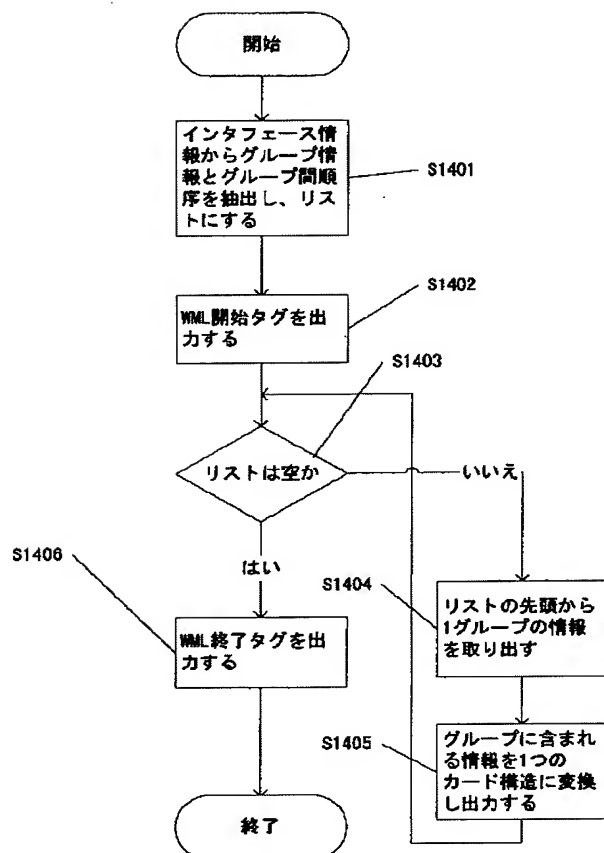 開始
インタフェース情
報からグループ情
報とグループ間順
序を抽出し、リス
トにする
S1401
S1402
WML開始タグを出
力する
S1403
リストは空か
いいえ
はい
S1406
WML終了タグを出
力する
S1404
リストの先頭から
1グループの情報
を取り出す
S1405
グループに含まれ
る情報を1つの
カード構造に変換
し出力する
終了